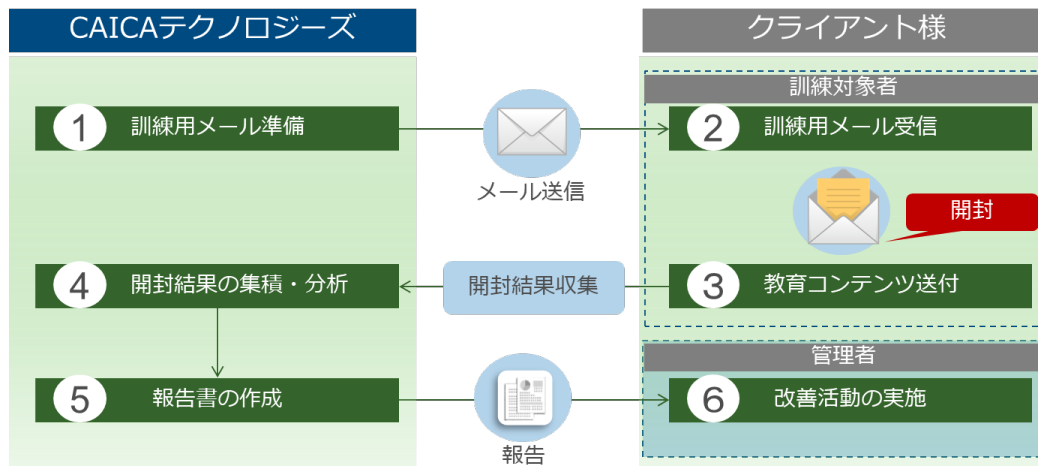 CAICAテクノロジーズ
クライアント様
訓練対象者
1 訓練用メール準備
メール送信
2 訓練用メール受信
開封
3 教育コンテンツ送付
開封結果収集
4 開封結果の集積・分析
5 報告書の作成
報告
管理者
6 改善活動の実施